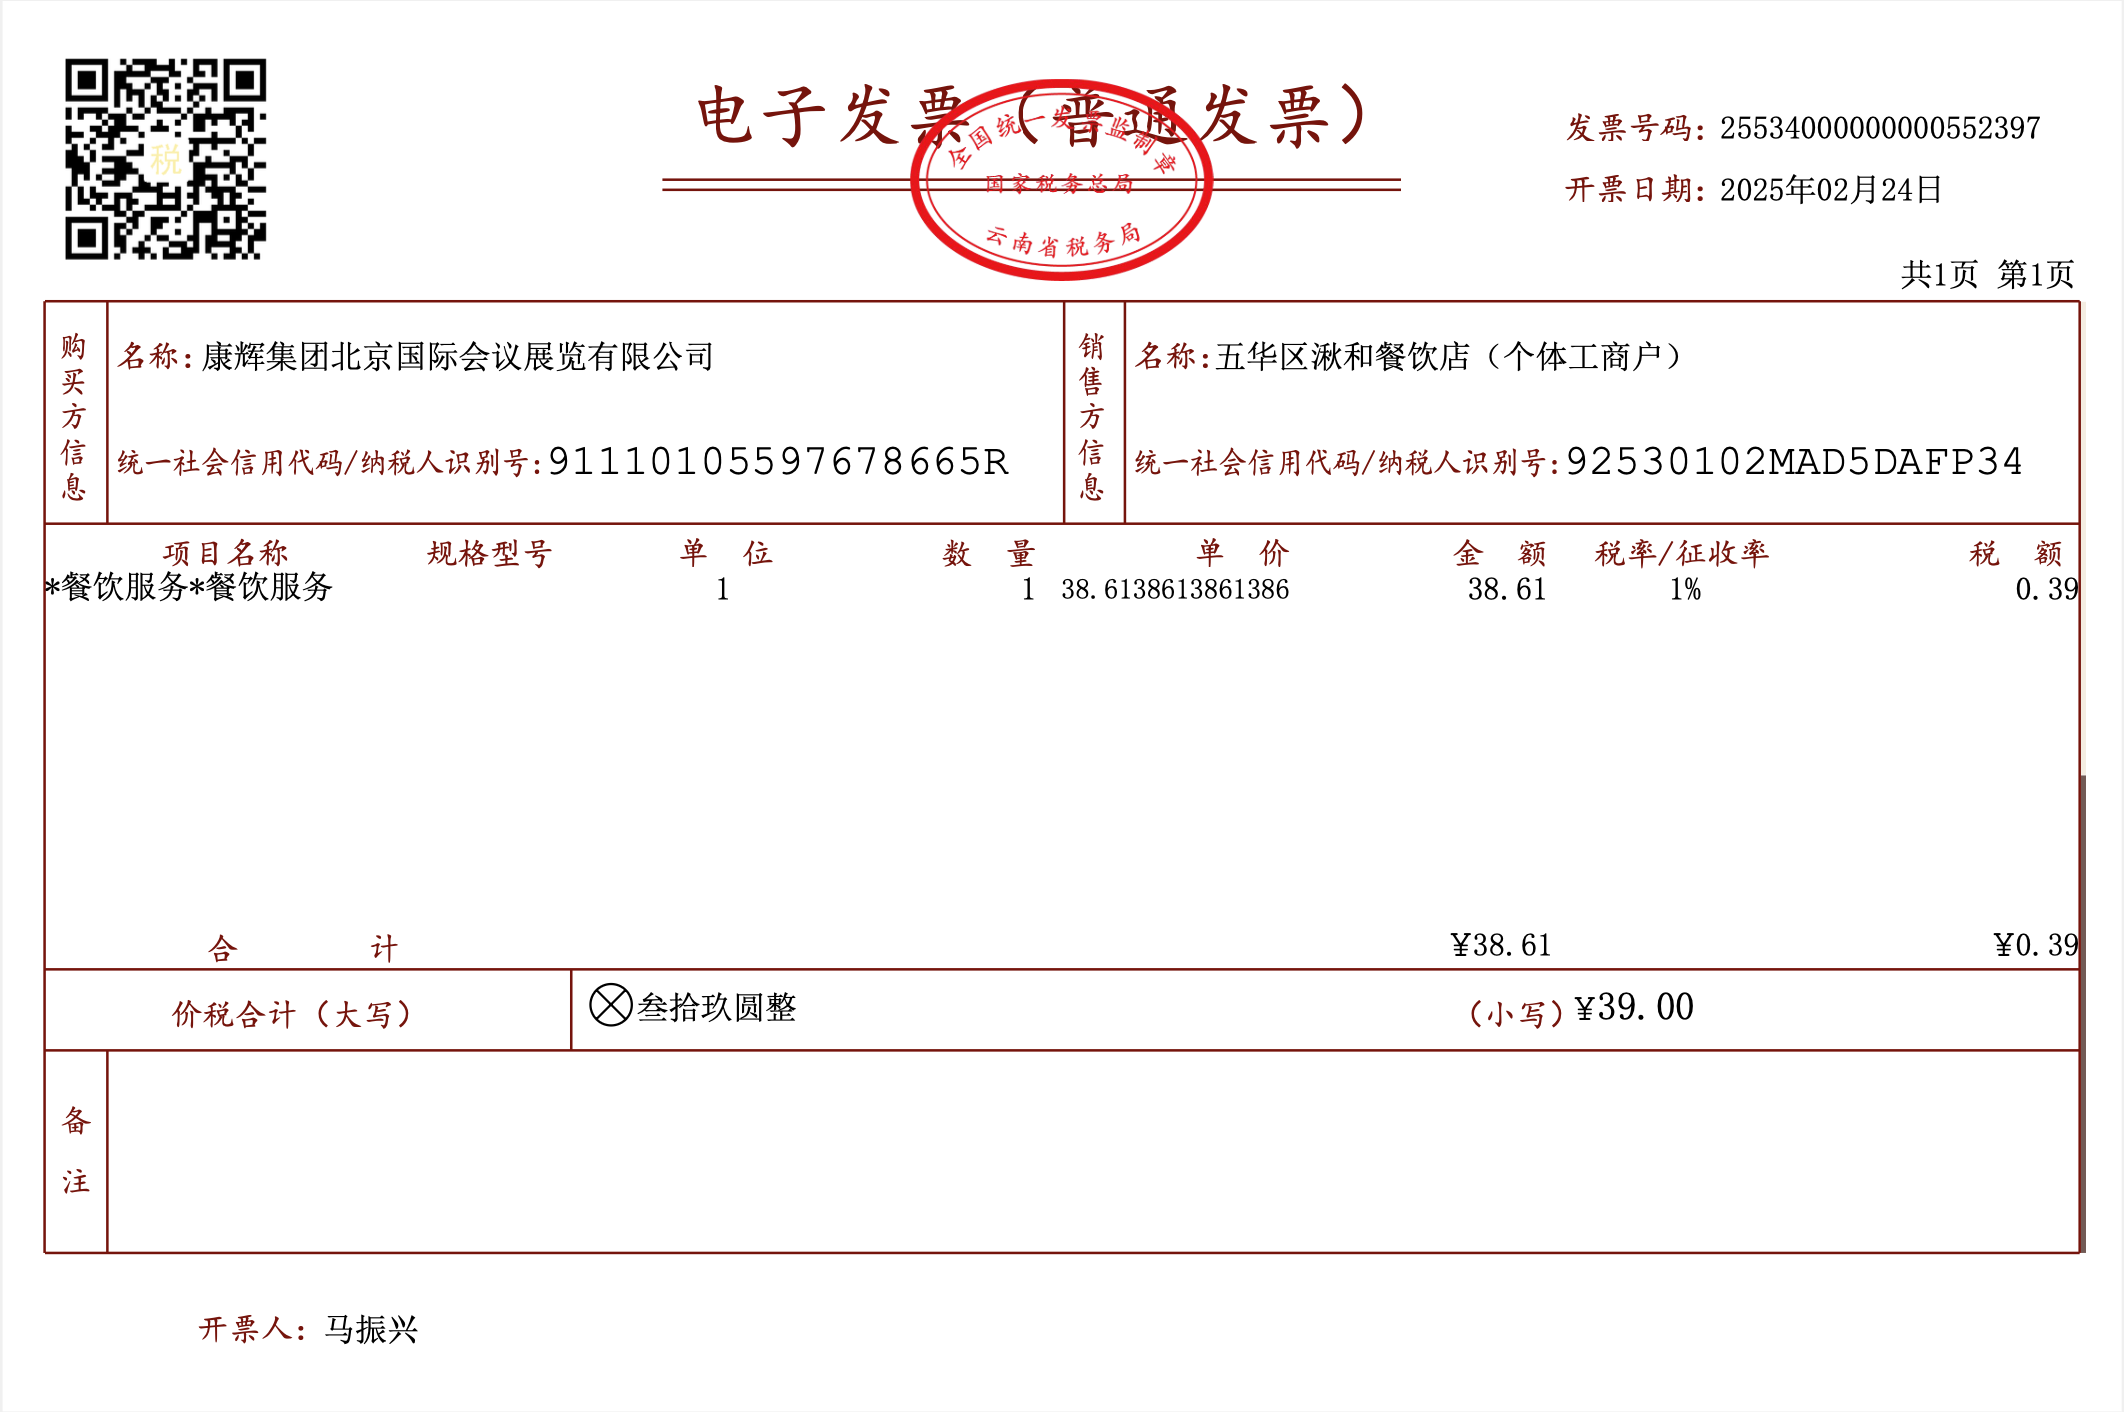 税
电子发票（普通发票）
全国统一发票监制章
国家税务总局
云南省税务局
发票号码：25534000000000552397
开票日期：2025年02月24日
共1页 第1页
购买方信息
名称：康辉集团北京国际会议展览有限公司
统一社会信用代码/纳税人识别号：91110105597678665R
销售方信息
名称：五华区湫和餐饮店（个体工商户）
统一社会信用代码/纳税人识别号：92530102MAD5DAFP34
项目名称 规格型号 单位 数量 单价 金额 税率/征收率 税额
*餐饮服务*餐饮服务 1 1 38.6138613861386 38.61 1% 0.39
合计 ¥38.61 ¥0.39
价税合计（大写） ⊗叁拾玖圆整 （小写）¥39.00
备注
开票人：马振兴